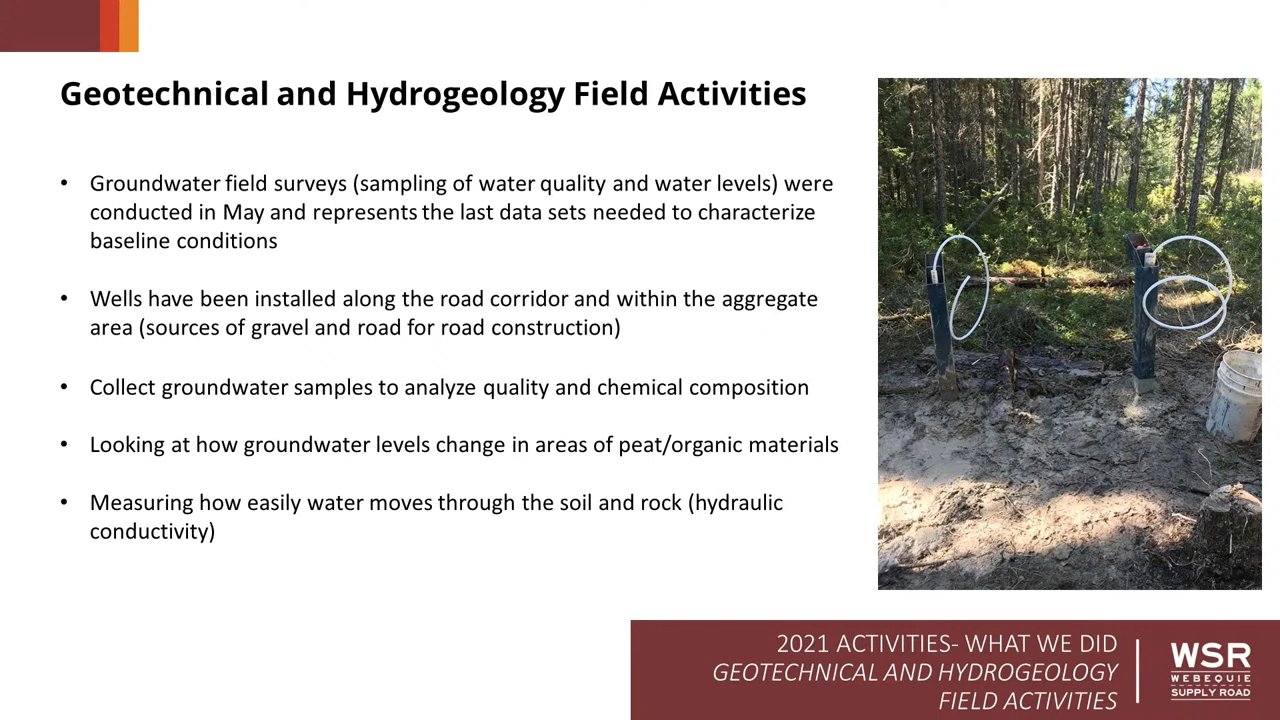 Geotechnical and Hydrogeology Field Activities
• Groundwater field surveys (sampling of water quality and water levels) were
conducted in May and represents the last data sets needed to characterize
baseline conditions
• Wells have been installed along the road corridor and within the aggregate
area (sources of gravel and road for road construction)
• Collect groundwater samples to analyze quality and chemical composition
• Looking at how groundwater levels change in areas of peat/organic materials
• Measuring how easily water moves through the soil and rock (hydraulic
conductivity)
2021 ACTIVITIES- WHAT WE DID
GEOTECHNICAL AND HYDROGEOLOGY
FIELD ACTIVITIES
WSR
WEBEQUIE
SUPPLY ROAD